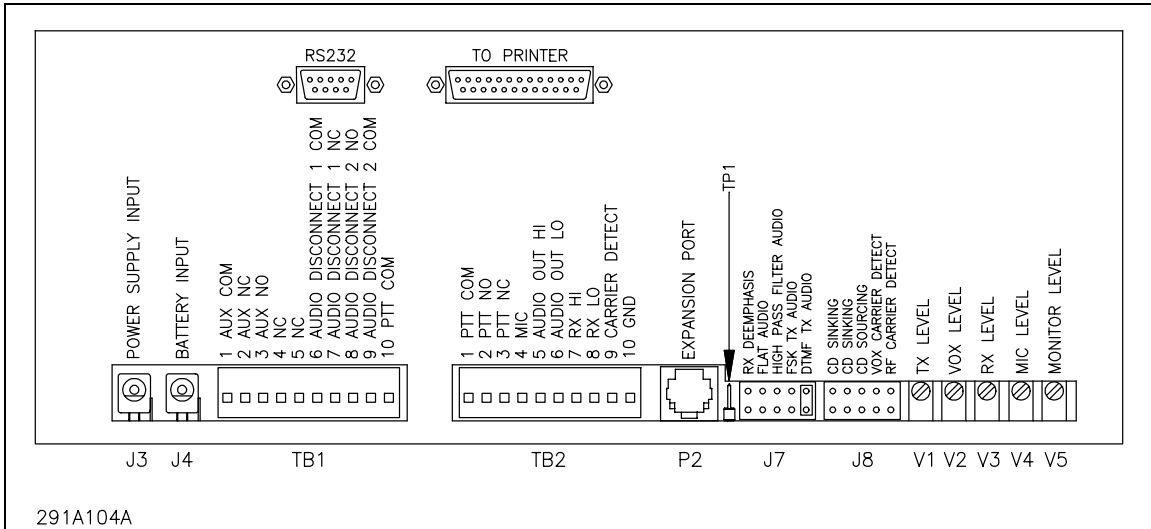 RS232
TO PRINTER
POWER SUPPLY INPUT
BATTERY INPUT
1 AUX COM
2 AUX NC
3 AUX NO
4 NC
5 NC
6 AUDIO DISCONNECT 1 COM
7 AUDIO DISCONNECT 1 NC
8 AUDIO DISCONNECT 2 NO
9 AUDIO DISCONNECT 2 COM
10 PTT COM
1 PTT COM
2 PTT NO
3 PTT NC
4 MIC
5 AUDIO OUT HI
6 AUDIO OUT LO
7 RX HI
8 RX LO
9 CARRIER DETECT
10 GND
EXPANSION PORT
TP1
RX DEEMPHASIS
FLAT AUDIO
HIGH PASS FILTER AUDIO
FSK TX AUDIO
DTMF TX AUDIO
CD SINKING
CD SINKING
CD SOURCING
VOX CARRIER DETECT
RF CARRIER DETECT
TX LEVEL
VOX LEVEL
RX LEVEL
MIC LEVEL
MONITOR LEVEL
J3
J4
TB1
TB2
P2
J7
J8
V1
V2
V3
V4
V5
291A104A